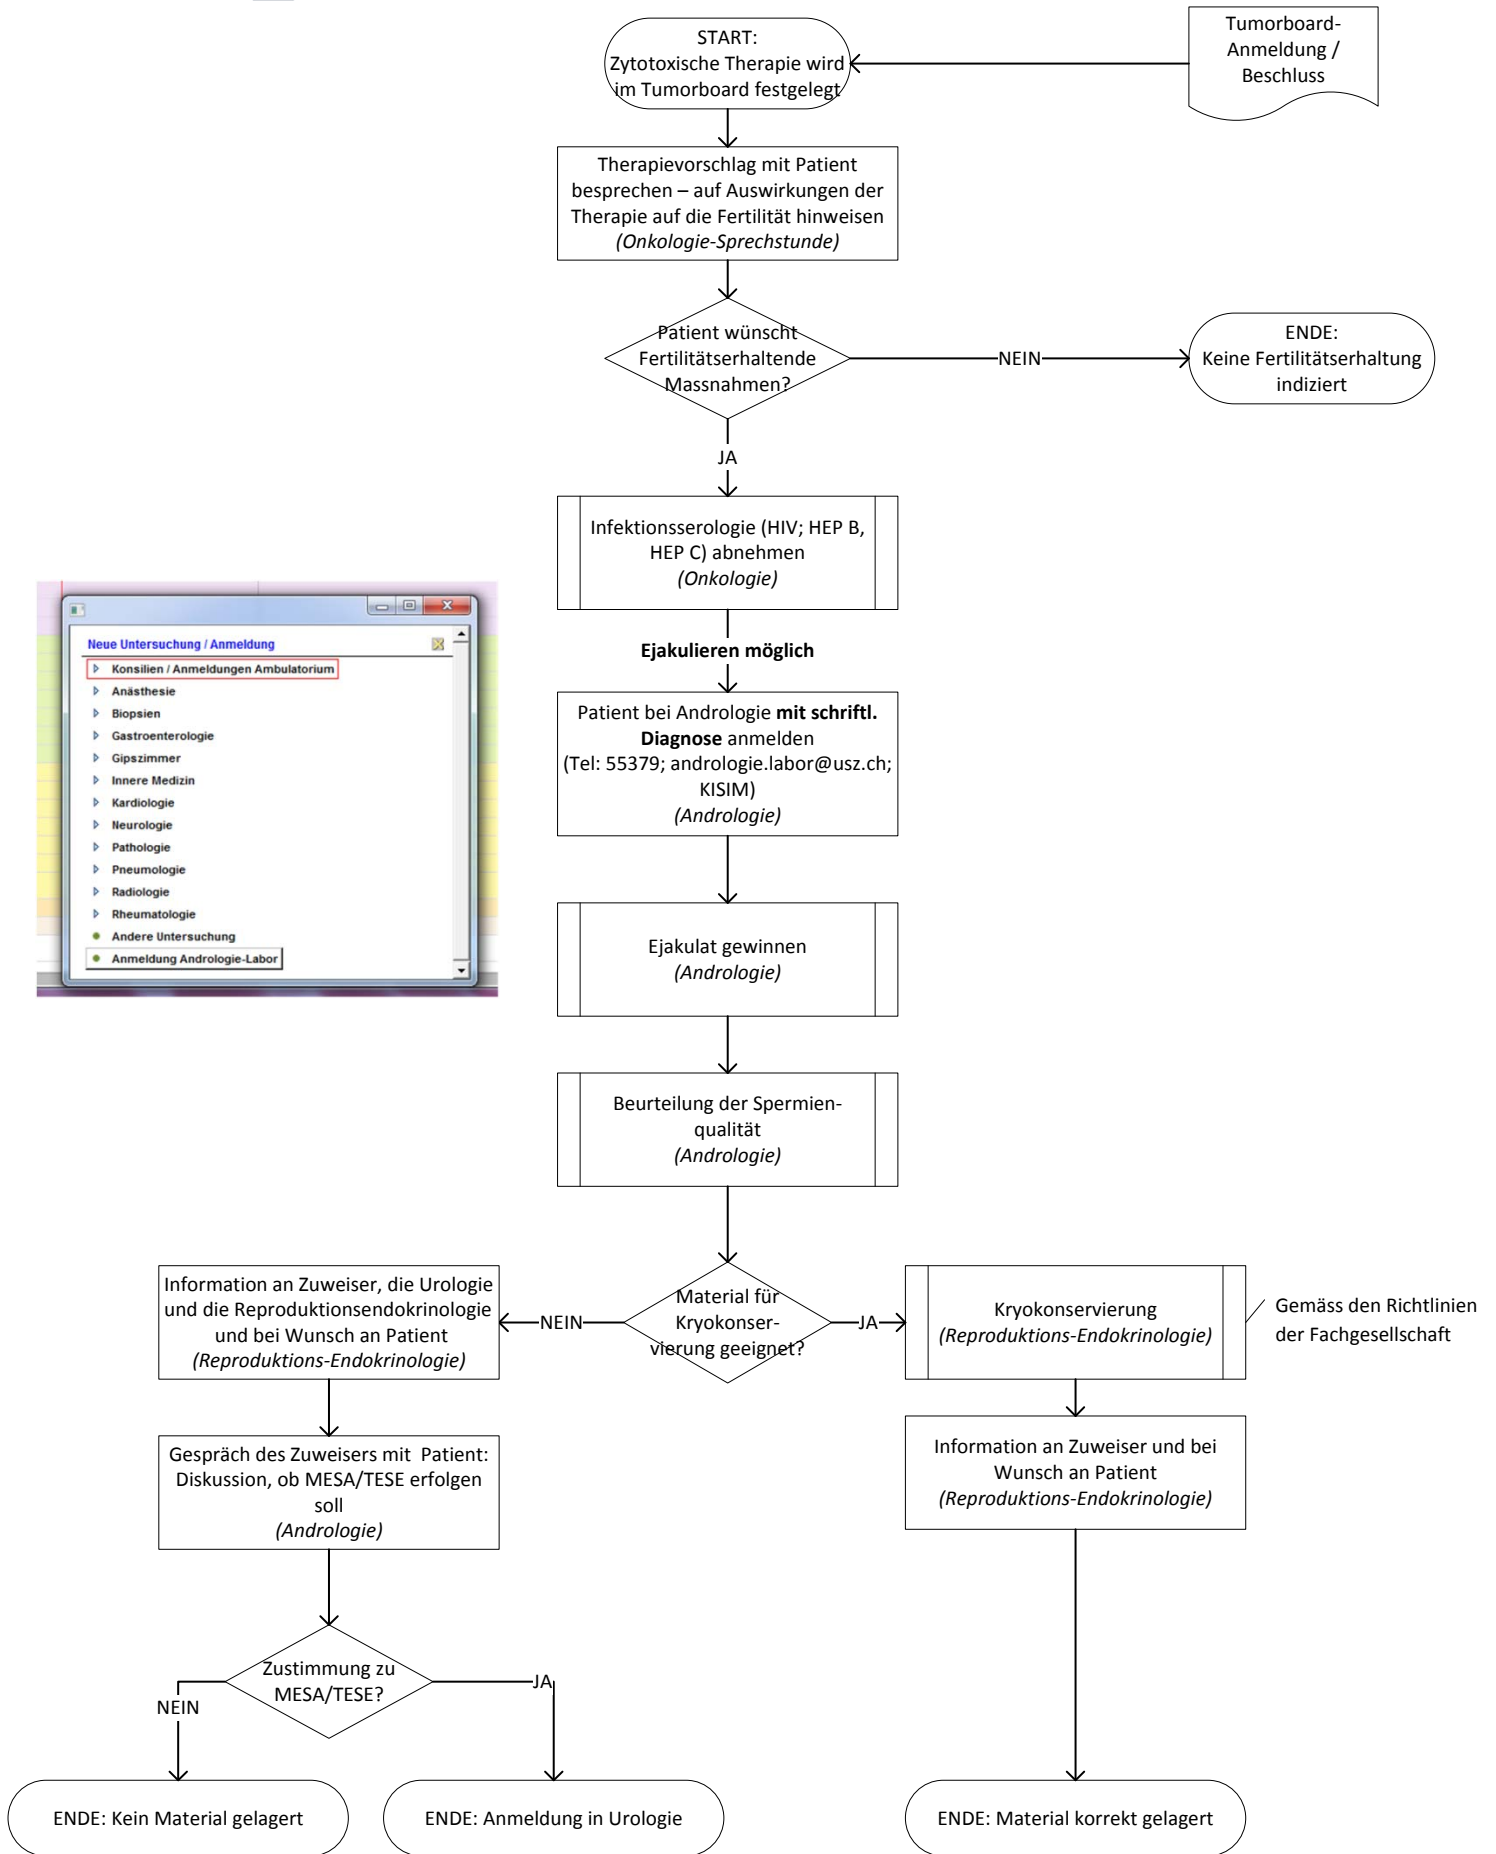 START:
Zytotoxische Therapie wird
im Tumorboard festgelegt
Tumorboard-
Anmeldung /
Beschluss
Therapievorschlag mit Patient
besprechen – auf Auswirkungen der
Therapie auf die Fertilität hinweisen
(Onkologie-Sprechstunde)
Patient wünscht
Fertilitätserhaltende
Massnahmen?
NEIN
ENDE:
Keine Fertilitätserhaltung
indiziert
JA
Infektionsserologie (HIV; HEP B,
HEP C) abnehmen
(Onkologie)
Neue Untersuchung / Anmeldung
Konsilien / Anmeldungen Ambulatorium
Anästhesie
Biopsien
Gastroenterologie
Gipszimmer
Innere Medizin
Kardiologie
Neurologie
Pathologie
Pneumologie
Radiologie
Rheumatologie
Andere Untersuchung
Anmeldung Andrologie-Labor
Ejakulieren möglich
Patient bei Andrologie mit schriftl.
Diagnose anmelden
(Tel: 55379; andrologie.labor@usz.ch;
KISIM)
(Andrologie)
Ejakulat gewinnen
(Andrologie)
Beurteilung der Spermien-
qualität
(Andrologie)
Material für
Kryokonser-
vierung geeignet?
NEIN
JA
Information an Zuweiser, die Urologie
und die Reproduktionsendokrinologie
und bei Wunsch an Patient
(Reproduktions-Endokrinologie)
Kryokonservierung
(Reproduktions-Endokrinologie)
Gemäss den Richtlinien
der Fachgesellschaft
Gespräch des Zuweisers mit  Patient:
Diskussion, ob MESA/TESE erfolgen
soll
(Andrologie)
Information an Zuweiser und bei
Wunsch an Patient
(Reproduktions-Endokrinologie)
Zustimmung zu
MESA/TESE?
NEIN
JA
ENDE: Kein Material gelagert
ENDE: Anmeldung in Urologie
ENDE: Material korrekt gelagert